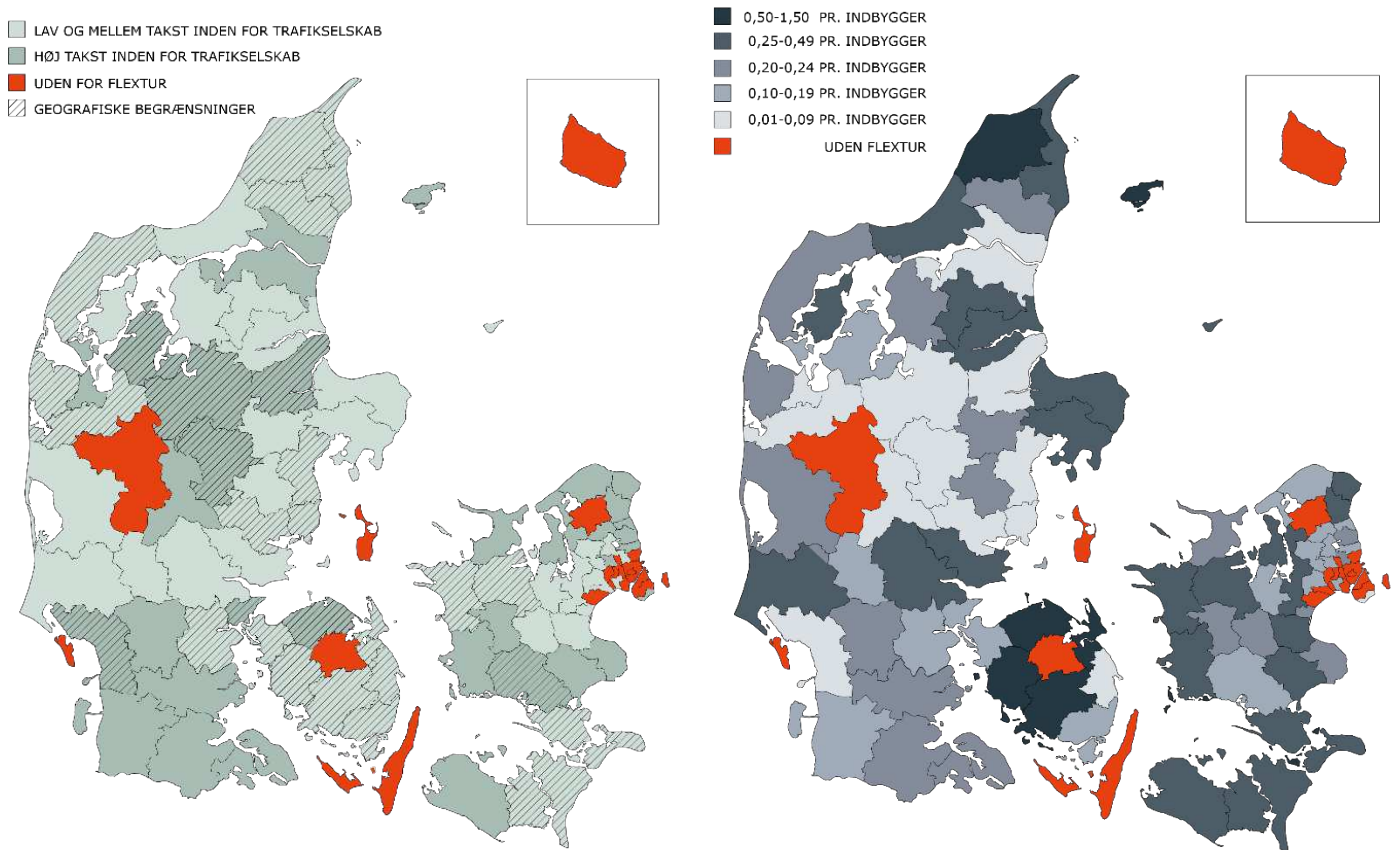 LAV OG MELLEM TAKST INDEN FOR TRAFIKSELSKAB
HØJ TAKST INDEN FOR TRAFIKSELSKAB
UDEN FOR FLEXTUR
GEOGRAFISKE BEGRÆNSNINGER
0,50-1,50 PR. INDBYGGER
0,25-0,49 PR. INDBYGGER
0,20-0,24 PR. INDBYGGER
0,10-0,19 PR. INDBYGGER
0,01-0,09 PR. INDBYGGER
UDEN FLEXTUR